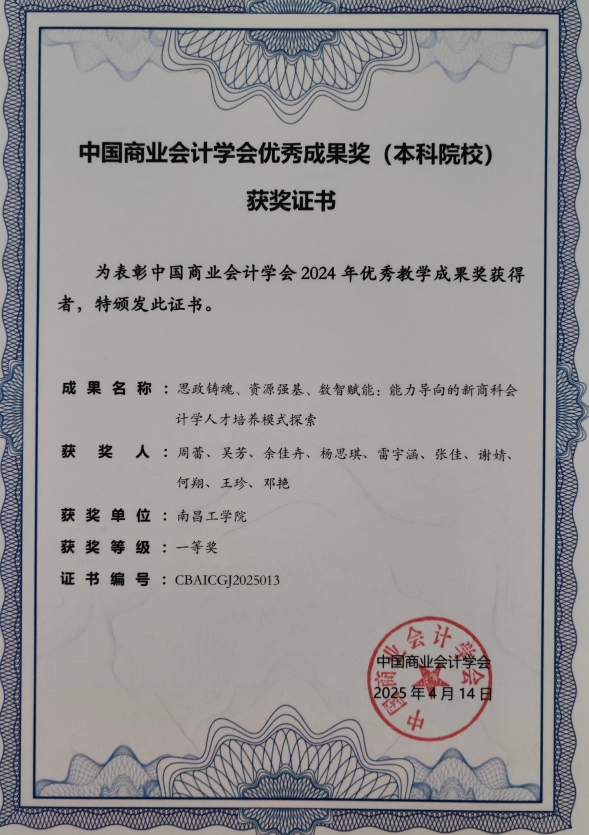 中国商业会计学会优秀成果奖（本科院校）
获奖证书
为表彰中国商业会计学会2024年优秀教学成果奖获得
者，特颁发此证书。
成果名称：思政铸魂、资源强基、数智赋能：能力导向的新商科会
计学人才培养模式探索
获奖人：周蕾、吴芳、余佳卉、杨思琪、雷宇涵、张佳、谢婧、
何翔、王珍、邓艳
获奖单位：南昌工学院
获奖等级：一等奖
证书编号：CBAICGJ2025013
中国商业会计学会
中国商业会计学会
2025年4月14日